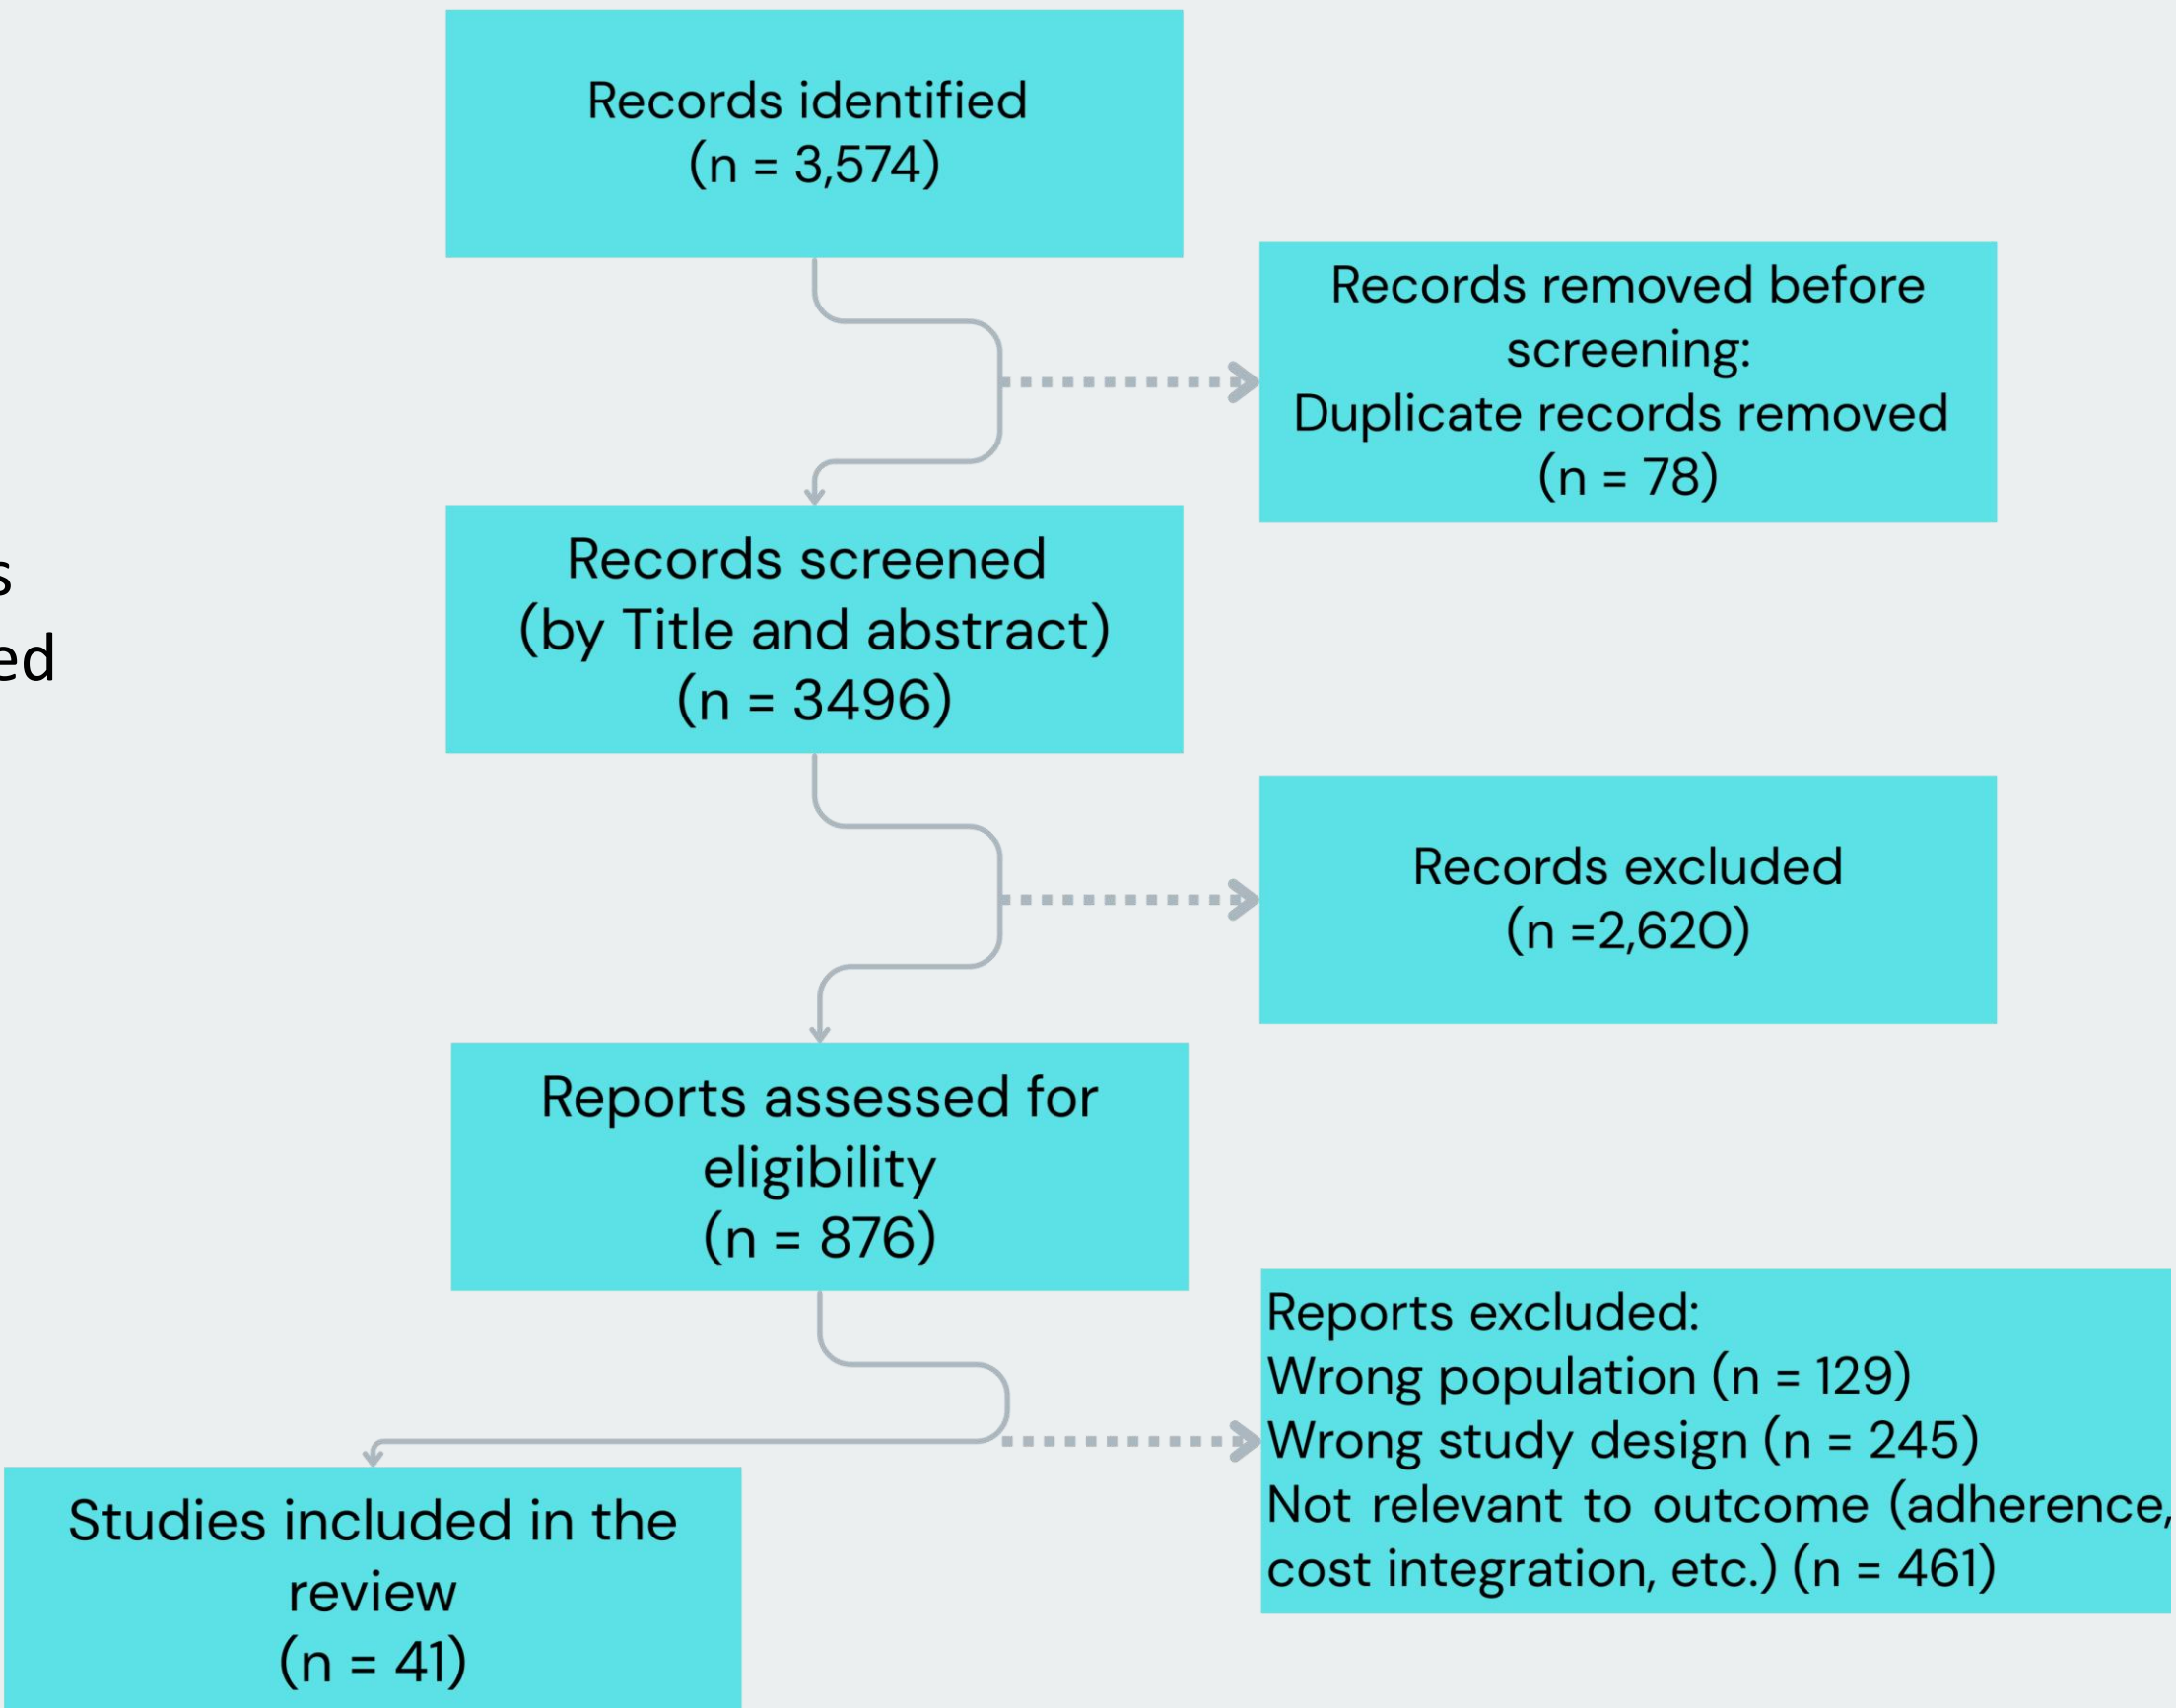 Records identified
(n = 3,574)
Records removed before
screening:
Duplicate records removed
(n = 78)
s
ed
Records screened
(by Title and abstract)
(n = 3496)
Records excluded
(n =2,620)
Reports assessed for
eligibility
(n = 876)
Reports excluded:
Wrong population (n = 129)
Wrong study design (n = 245)
Not relevant to outcome (adherence,
cost integration, etc.) (n = 461)
Studies included in the
review
(n = 41)